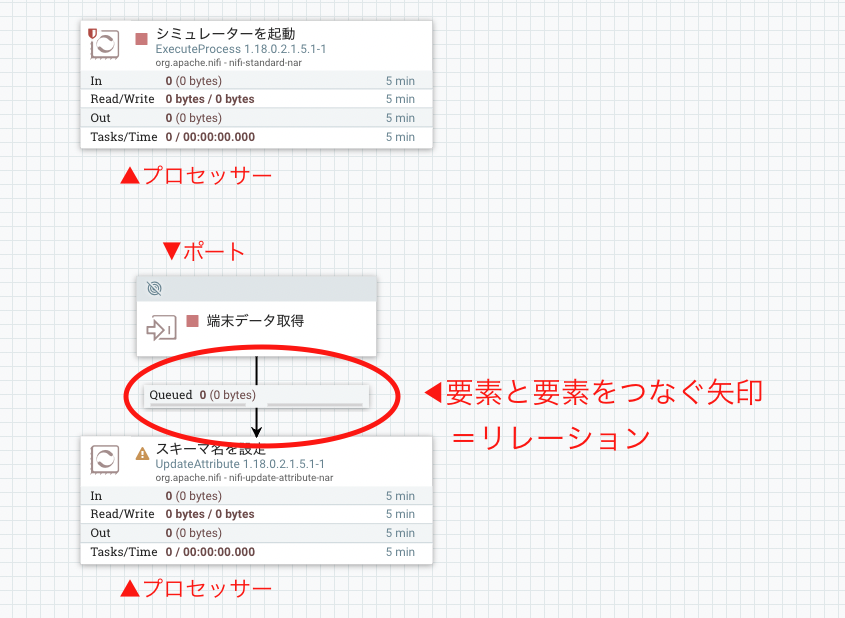 シミュレーターを起動
ExecuteProcess 1.18.0.2.1.5.1-1
org.apache.nifi - nifi-standard-nar
In 0 (0 bytes) 5 min
Read/Write 0 bytes / 0 bytes 5 min
Out 0 (0 bytes) 5 min
Tasks/Time 0 / 00:00:00.000 5 min
▲プロセッサー
▼ポート
端末データ取得
Queued 0 (0 bytes)
◀要素と要素をつなぐ矢印
＝リレーション
スキーマ名を設定
UpdateAttribute 1.18.0.2.1.5.1-1
org.apache.nifi - nifi-update-attribute-nar
In 0 (0 bytes) 5 min
Read/Write 0 bytes / 0 bytes 5 min
Out 0 (0 bytes) 5 min
Tasks/Time 0 / 00:00:00.000 5 min
▲プロセッサー